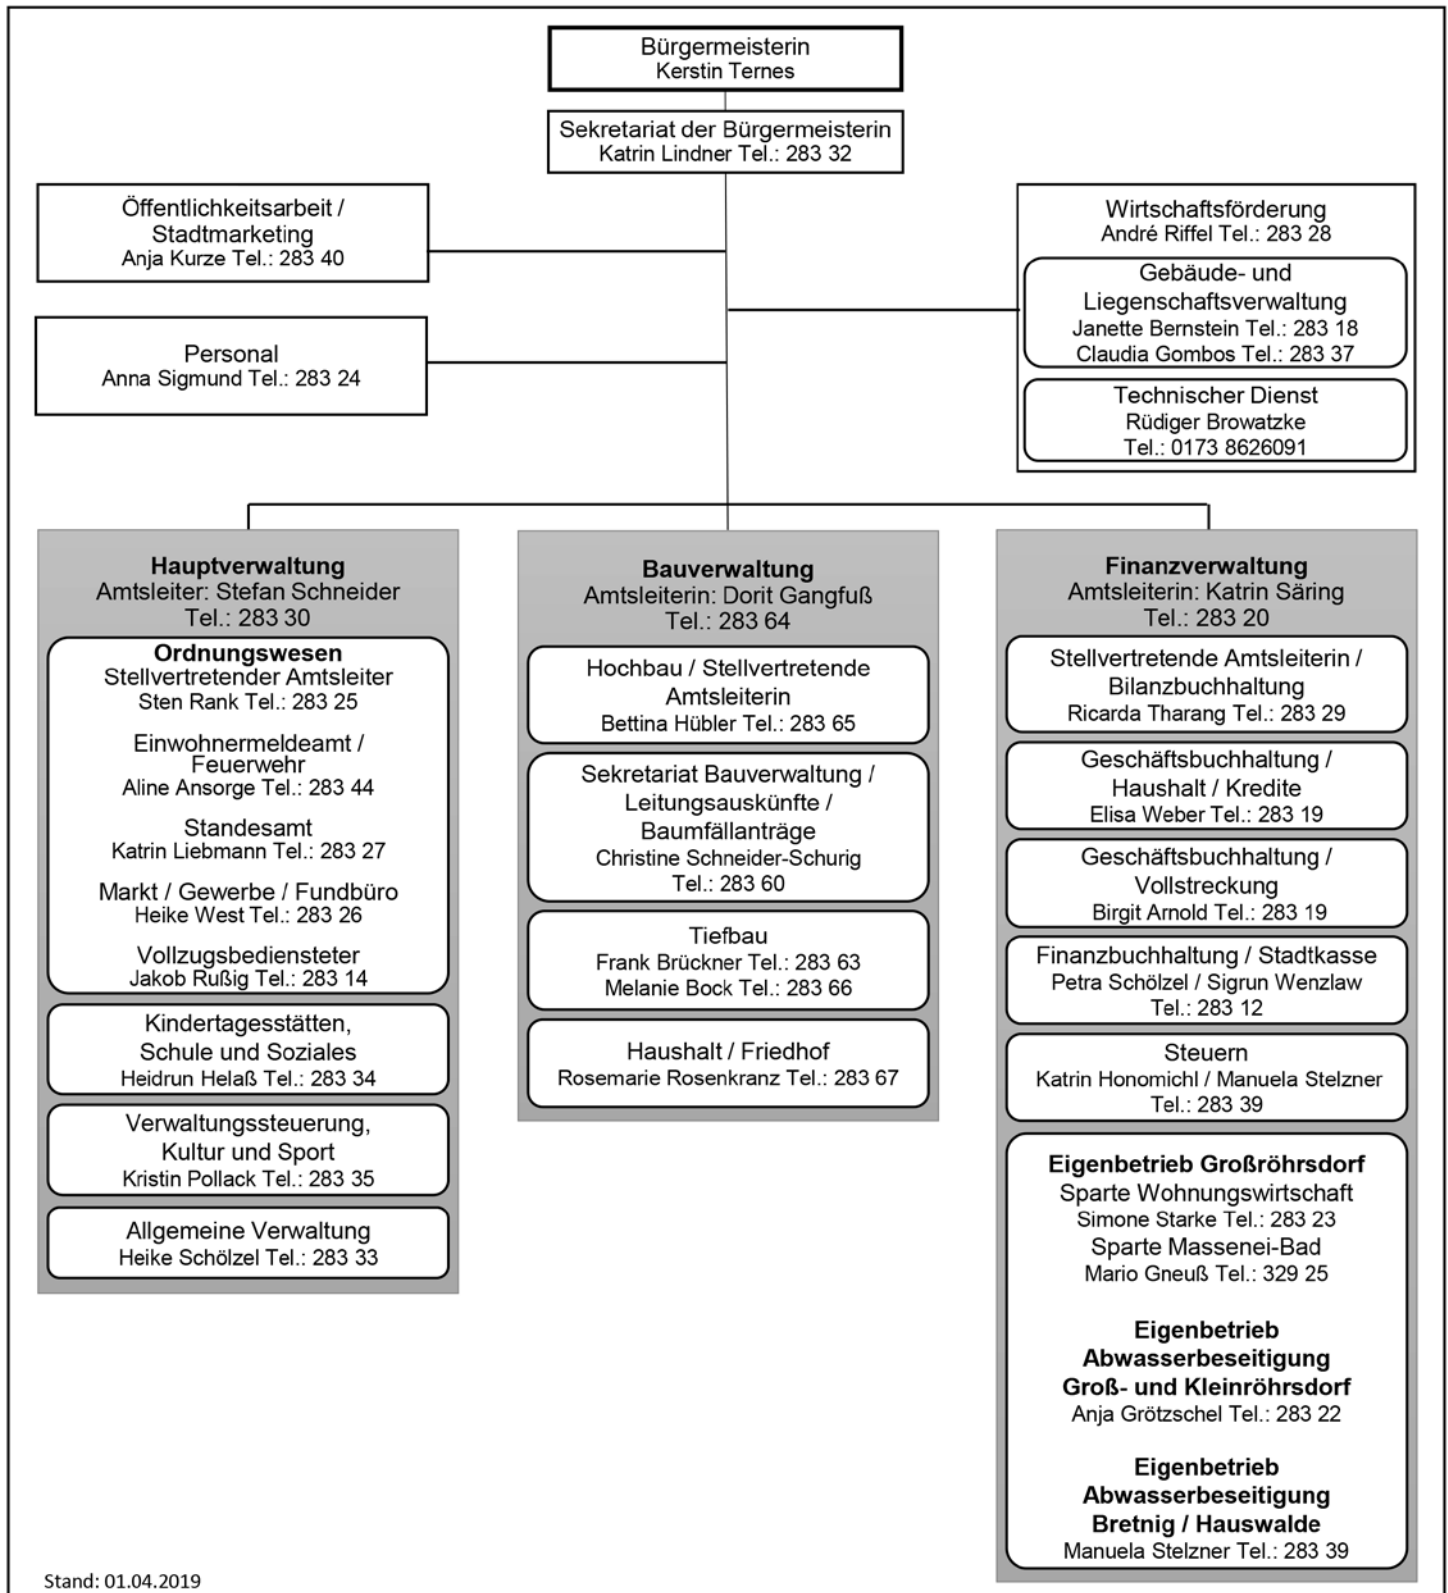 Bürgermeisterin
Kerstin Ternes
Sekretariat der Bürgermeisterin
Katrin Lindner Tel.: 283 32
Öffentlichkeitsarbeit /
Stadtmarketing
Anja Kurze Tel.: 283 40
Personal
Anna Sigmund Tel.: 283 24
Wirtschaftsförderung
André Riffel Tel.: 283 28
Gebäude- und
Liegenschaftsverwaltung
Janette Bernstein Tel.: 283 18
Claudia Gombos Tel.: 283 37
Technischer Dienst
Rüdiger Browatzke
Tel.: 0173 8626091
Hauptverwaltung
Amtsleiter: Stefan Schneider
Tel.: 283 30
Ordnungswesen
Stellvertretender Amtsleiter
Sten Rank Tel.: 283 25
Einwohnermeldeamt /
Feuerwehr
Aline Ansorge Tel.: 283 44
Standesamt
Katrin Liebmann Tel.: 283 27
Markt / Gewerbe / Fundbüro
Heike West Tel.: 283 26
Vollzugsbediensteter
Jakob Rußig Tel.: 283 14
Kindertagesstätten,
Schule und Soziales
Heidrun Helaß Tel.: 283 34
Verwaltungssteuerung,
Kultur und Sport
Kristin Pollack Tel.: 283 35
Allgemeine Verwaltung
Heike Schölzel Tel.: 283 33
Bauverwaltung
Amtsleiterin: Dorit Gangfuß
Tel.: 283 64
Hochbau / Stellvertretende
Amtsleiterin
Bettina Hübler Tel.: 283 65
Sekretariat Bauverwaltung /
Leitungsauskünfte /
Baumfällanträge
Christine Schneider-Schurig
Tel.: 283 60
Tiefbau
Frank Brückner Tel.: 283 63
Melanie Bock Tel.: 283 66
Haushalt / Friedhof
Rosemarie Rosenkranz Tel.: 283 67
Finanzverwaltung
Amtsleiterin: Katrin Säring
Tel.: 283 20
Stellvertretende Amtsleiterin /
Bilanzbuchhaltung
Ricarda Tharang Tel.: 283 29
Geschäftsbuchhaltung /
Haushalt / Kredite
Elisa Weber Tel.: 283 19
Geschäftsbuchhaltung /
Vollstreckung
Birgit Arnold Tel.: 283 19
Finanzbuchhaltung / Stadtkasse
Petra Schölzel / Sigrun Wenzlaw
Tel.: 283 12
Steuern
Katrin Honomichl / Manuela Stelzner
Tel.: 283 39
Eigenbetrieb Großröhrsdorf
Sparte Wohnungswirtschaft
Simone Starke Tel.: 283 23
Sparte Massenei-Bad
Mario Gneuß Tel.: 329 25
Eigenbetrieb
Abwasserbeseitigung
Groß- und Kleinröhrsdorf
Anja Grötzschel Tel.: 283 22
Eigenbetrieb
Abwasserbeseitigung
Bretnig / Hauswalde
Manuela Stelzner Tel.: 283 39
Stand: 01.04.2019